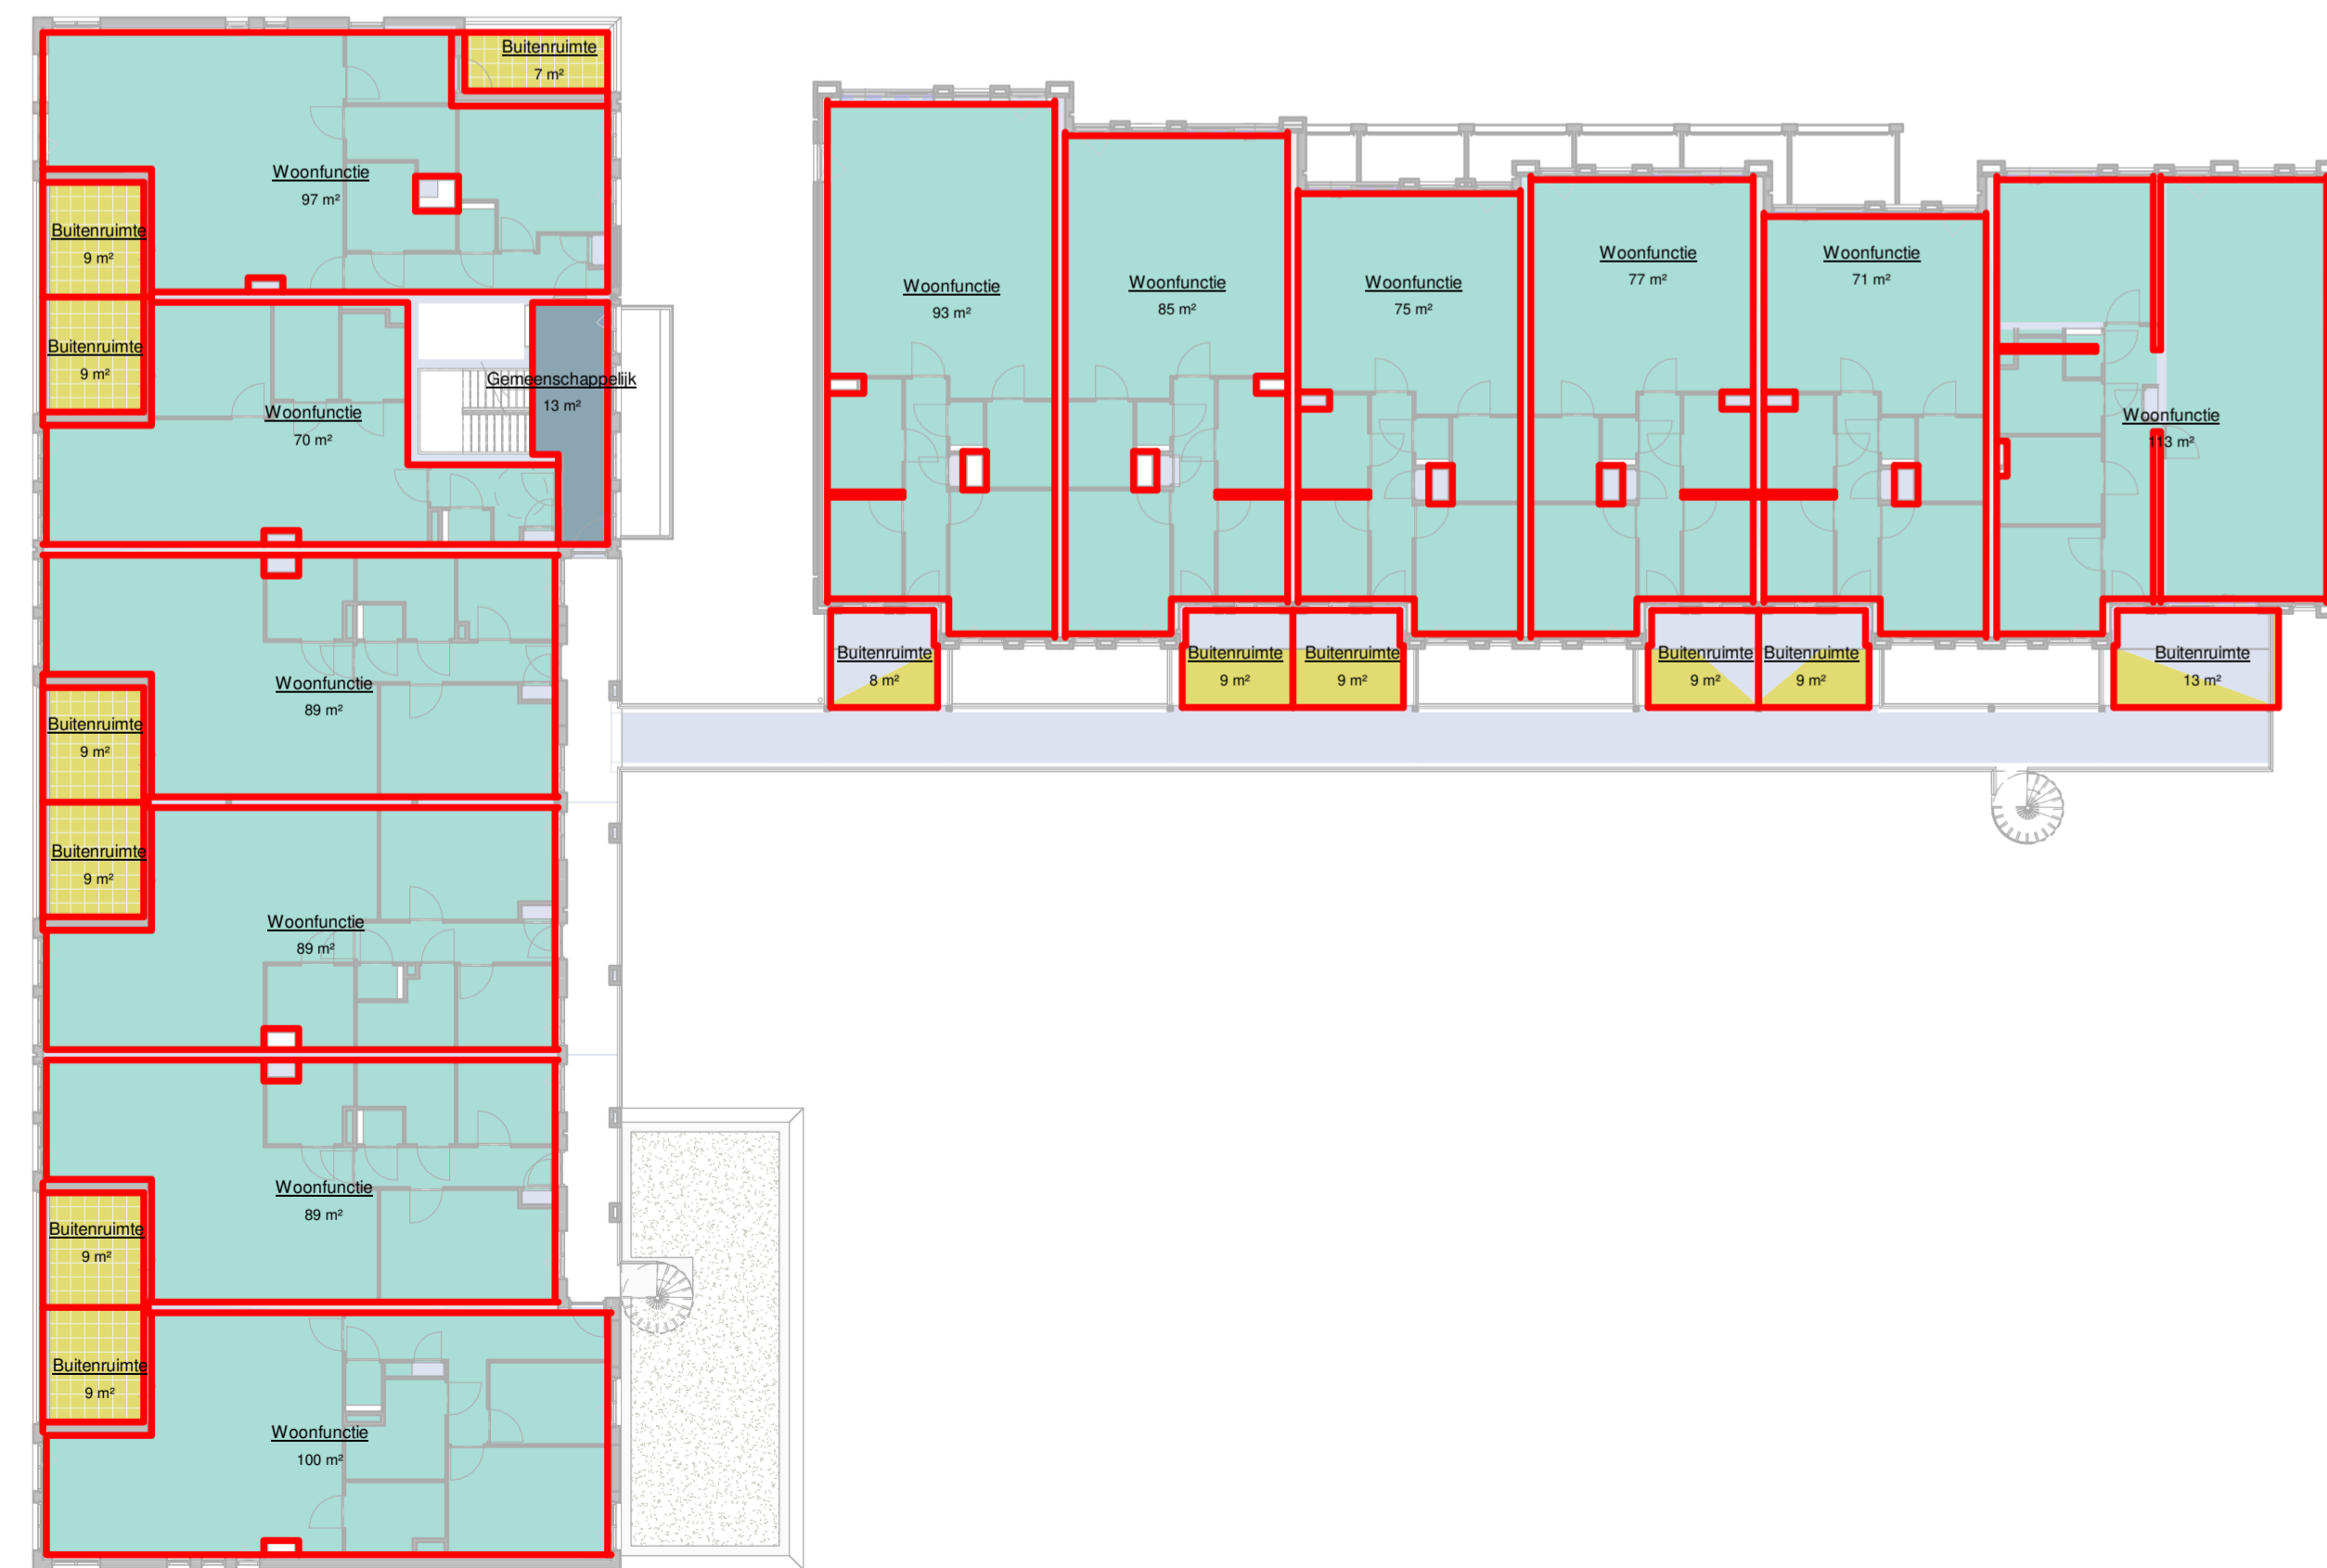 Buitenruimte
7 m²
Woonfunctie
97 m²
Buitenruimte
9 m²
Buitenruimte
9 m²
Gemeenschappelijk
13 m²
Woonfunctie
70 m²
Woonfunctie
89 m²
Buitenruimte
9 m²
Buitenruimte
9 m²
Woonfunctie
89 m²
Woonfunctie
89 m²
Buitenruimte
9 m²
Buitenruimte
9 m²
Woonfunctie
100 m²
Woonfunctie
93 m²
Woonfunctie
85 m²
Woonfunctie
75 m²
Woonfunctie
77 m²
Woonfunctie
71 m²
Woonfunctie
113 m²
Buitenruimte
8 m²
Buitenruimte
9 m²
Buitenruimte
9 m²
Buitenruimte
9 m²
Buitenruimte
9 m²
Buitenruimte
13 m²